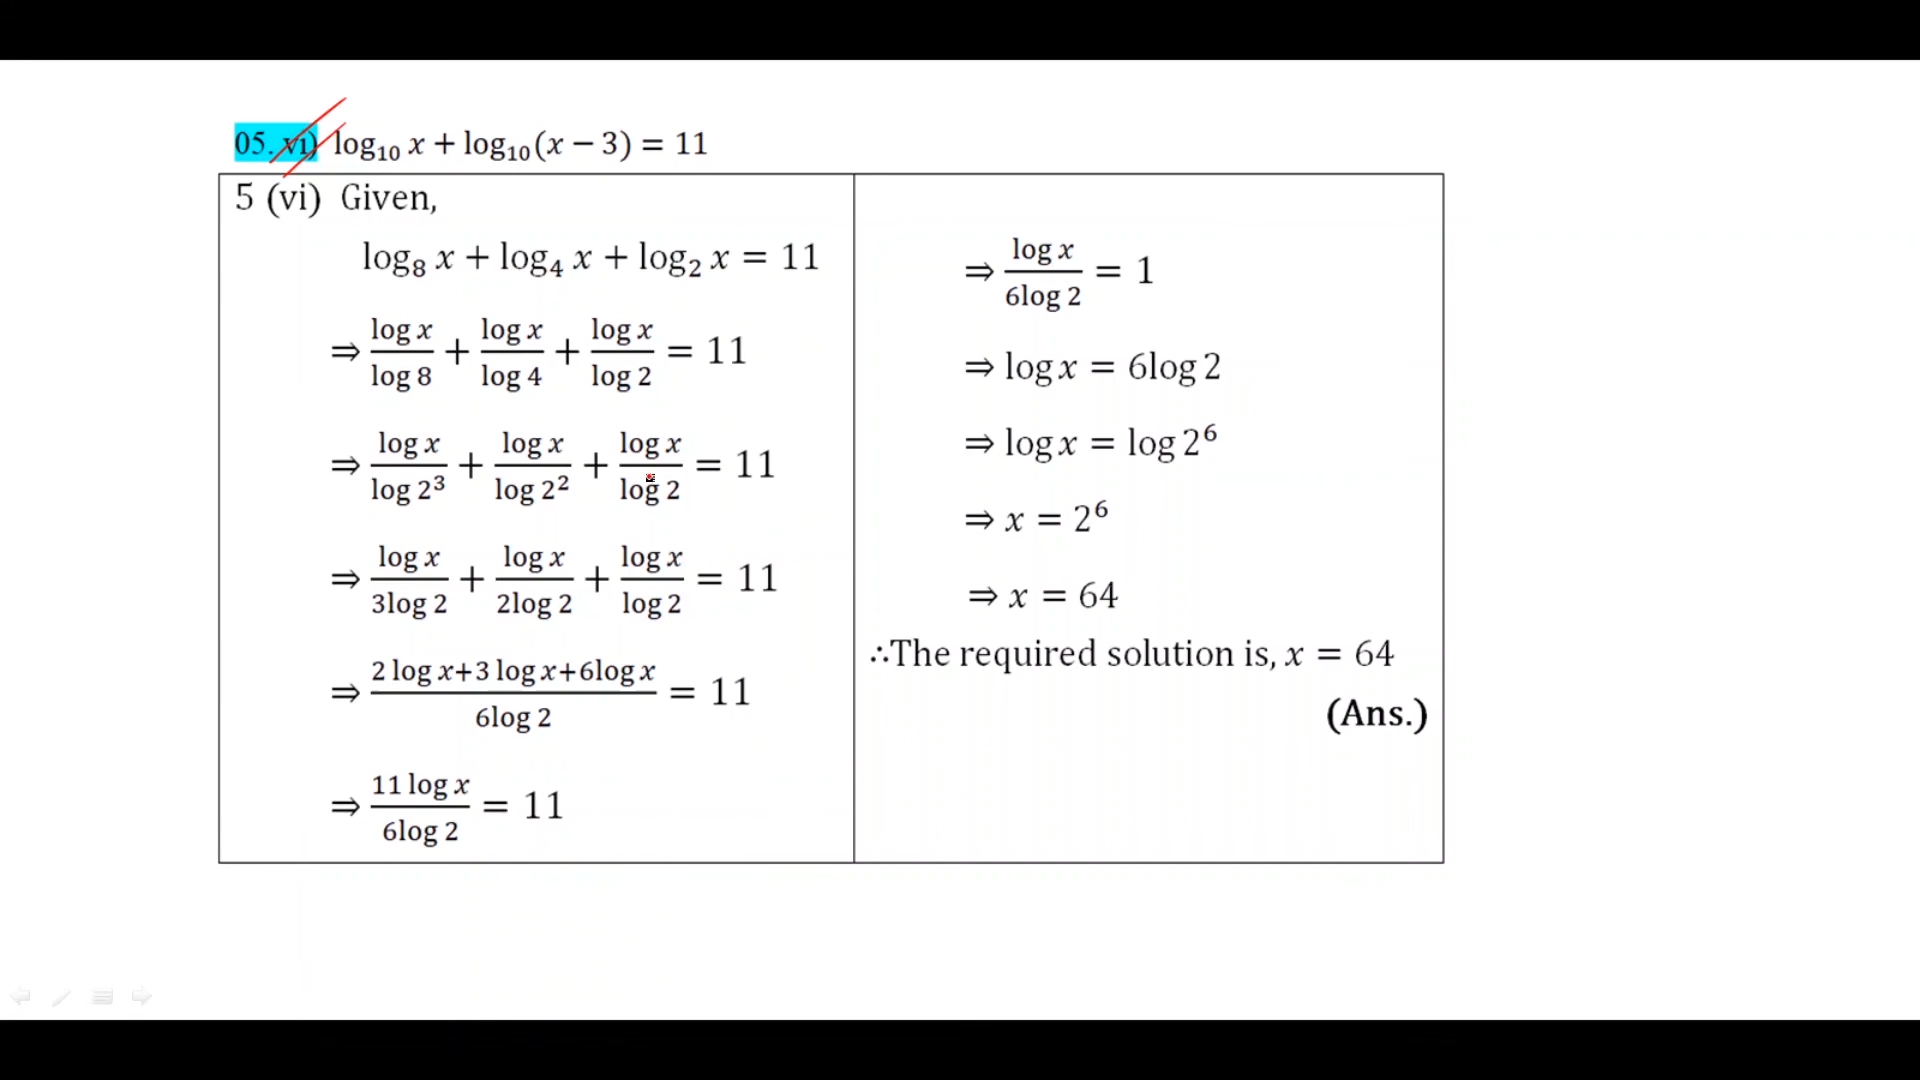 05. vi) log₁₀ x + log₁₀(x − 3) = 11
5 (vi) Given,
log₈ x + log₄ x + log₂ x = 11
⇒ log x/log 8 + log x/log 4 + log x/log 2 = 11
⇒ log x/log 2³ + log x/log 2² + log x/log 2 = 11
⇒ log x/3log 2 + log x/2log 2 + log x/log 2 = 11
⇒ (2 log x+3 log x+6log x)/6log 2 = 11
⇒ 11 log x/6log 2 = 11
⇒ log x/6log 2 = 1
⇒ log x = 6log 2
⇒ log x = log 2⁶
⇒ x = 2⁶
⇒ x = 64
∴The required solution is, x = 64
(Ans.)